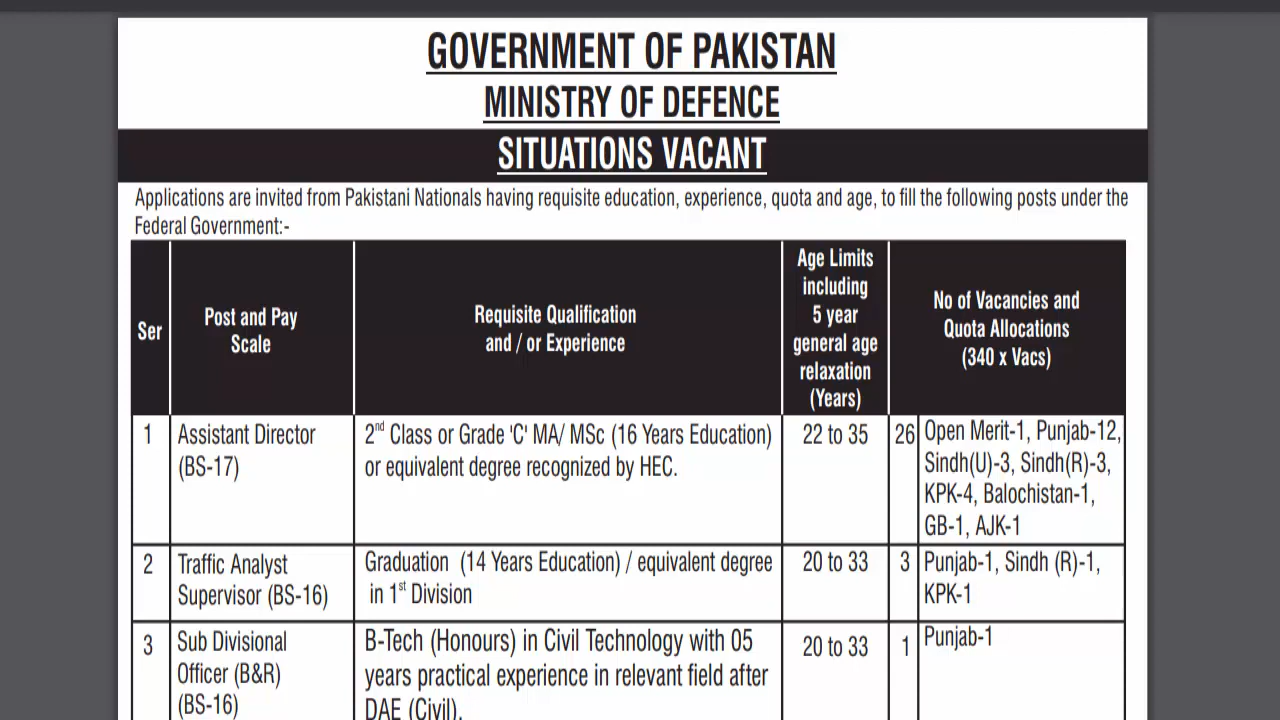 GOVERNMENT OF PAKISTAN
MINISTRY OF DEFENCE
SITUATIONS VACANT
Applications are invited from Pakistani Nationals having requisite education, experience, quota and age, to fill the following posts under the
Federal Government:-
Ser
Post and Pay
Scale
Requisite Qualification
and / or Experience
Age Limits
including
5 year
general age
relaxation
(Years)
No of Vacancies and
Quota Allocations
(340 x Vacs)
1
Assistant Director
(BS-17)
2nd Class or Grade 'C' MA/ MSc (16 Years Education)
or equivalent degree recognized by HEC.
22 to 35
26
Open Merit-1, Punjab-12,
Sindh(U)-3, Sindh(R)-3,
KPK-4, Balochistan-1,
GB-1, AJK-1
2
Traffic Analyst
Supervisor (BS-16)
Graduation (14 Years Education) / equivalent degree
in 1st Division
20 to 33
3
Punjab-1, Sindh (R)-1,
KPK-1
3
Sub Divisional
Officer (B&R)
(BS-16)
B-Tech (Honours) in Civil Technology with 05
years practical experience in relevant field after
DAE (Civil).
20 to 33
1
Punjab-1